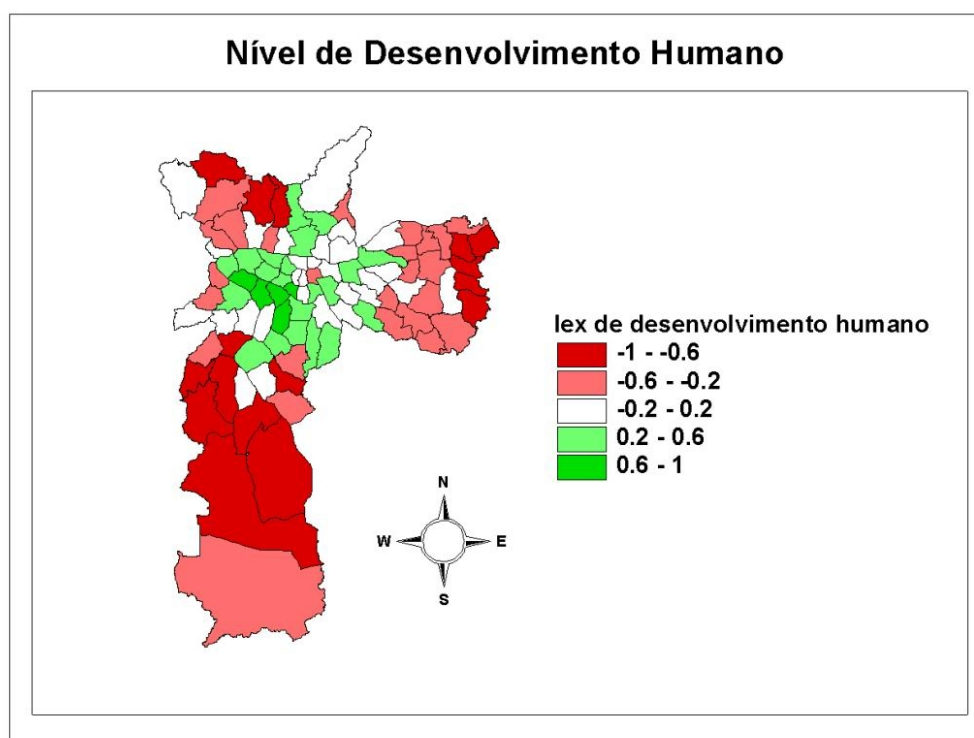 Nível de Desenvolvimento Humano
Iex de desenvolvimento humano
-1 - -0.6
-0.6 - -0.2
-0.2 - 0.2
0.2 - 0.6
0.6 - 1
N
W E
S